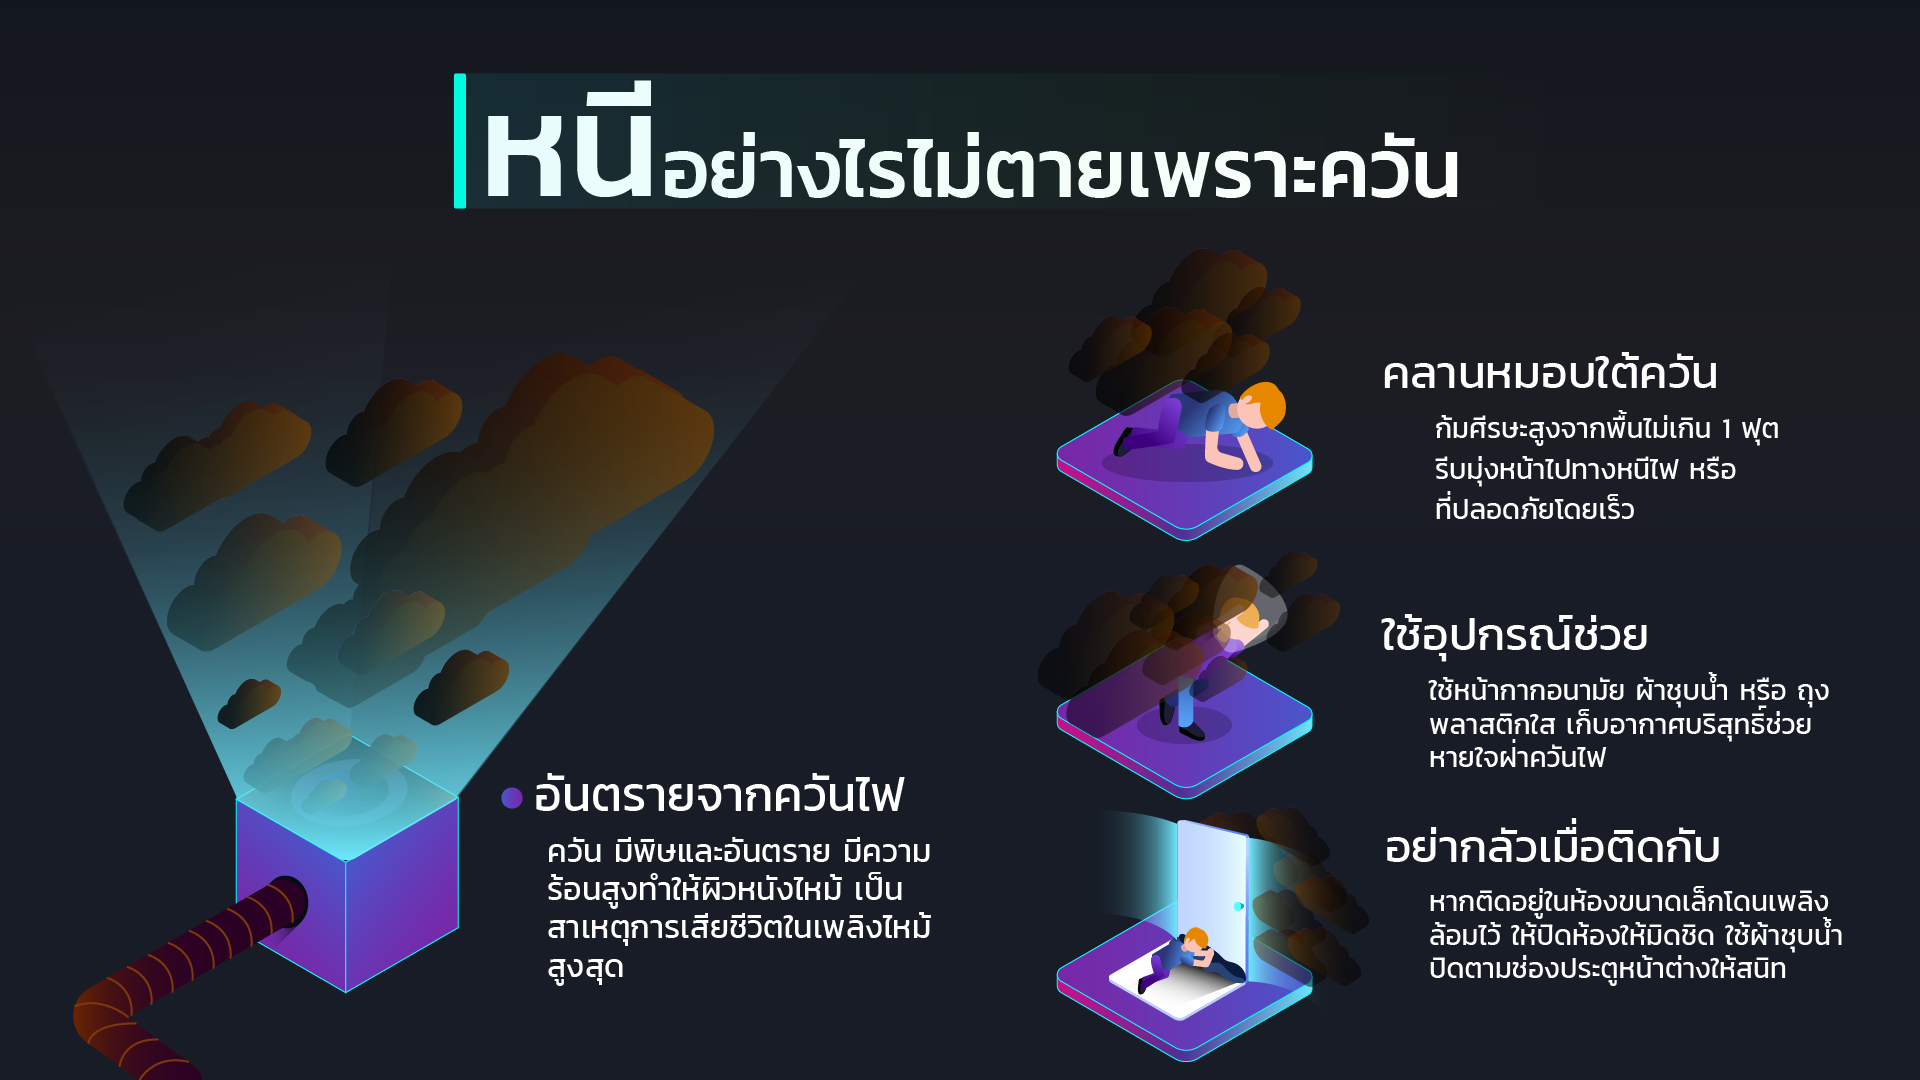 หนีอย่างไรไม่ตายเพราะควัน
อันตรายจากควันไฟ
ควัน มีพิษและอันตราย มีความ
ร้อนสูงทำให้ผิวหนังไหม้ เป็น
สาเหตุการเสียชีวิตในเพลิงไหม้
สูงสุด
คลานหมอบใต้ควัน
ก้มศีรษะสูงจากพื้นไม่เกิน 1 ฟุต
รีบมุ่งหน้าไปทางหนีไฟ หรือ
ที่ปลอดภัยโดยเร็ว
ใช้อุปกรณ์ช่วย
ใช้หน้ากากอนามัย ผ้าชุบน้ำ หรือ ถุง
พลาสติกใส เก็บอากาศบริสุทธิ์ช่วย
หายใจฝ่าควันไฟ
อย่ากลัวเมื่อติดกับ
หากติดอยู่ในห้องขนาดเล็กโดนเพลิง
ล้อมไว้ ให้ปิดห้องให้มิดชิด ใช้ผ้าชุบน้ำ
ปิดตามช่องประตูหน้าต่างให้สนิท